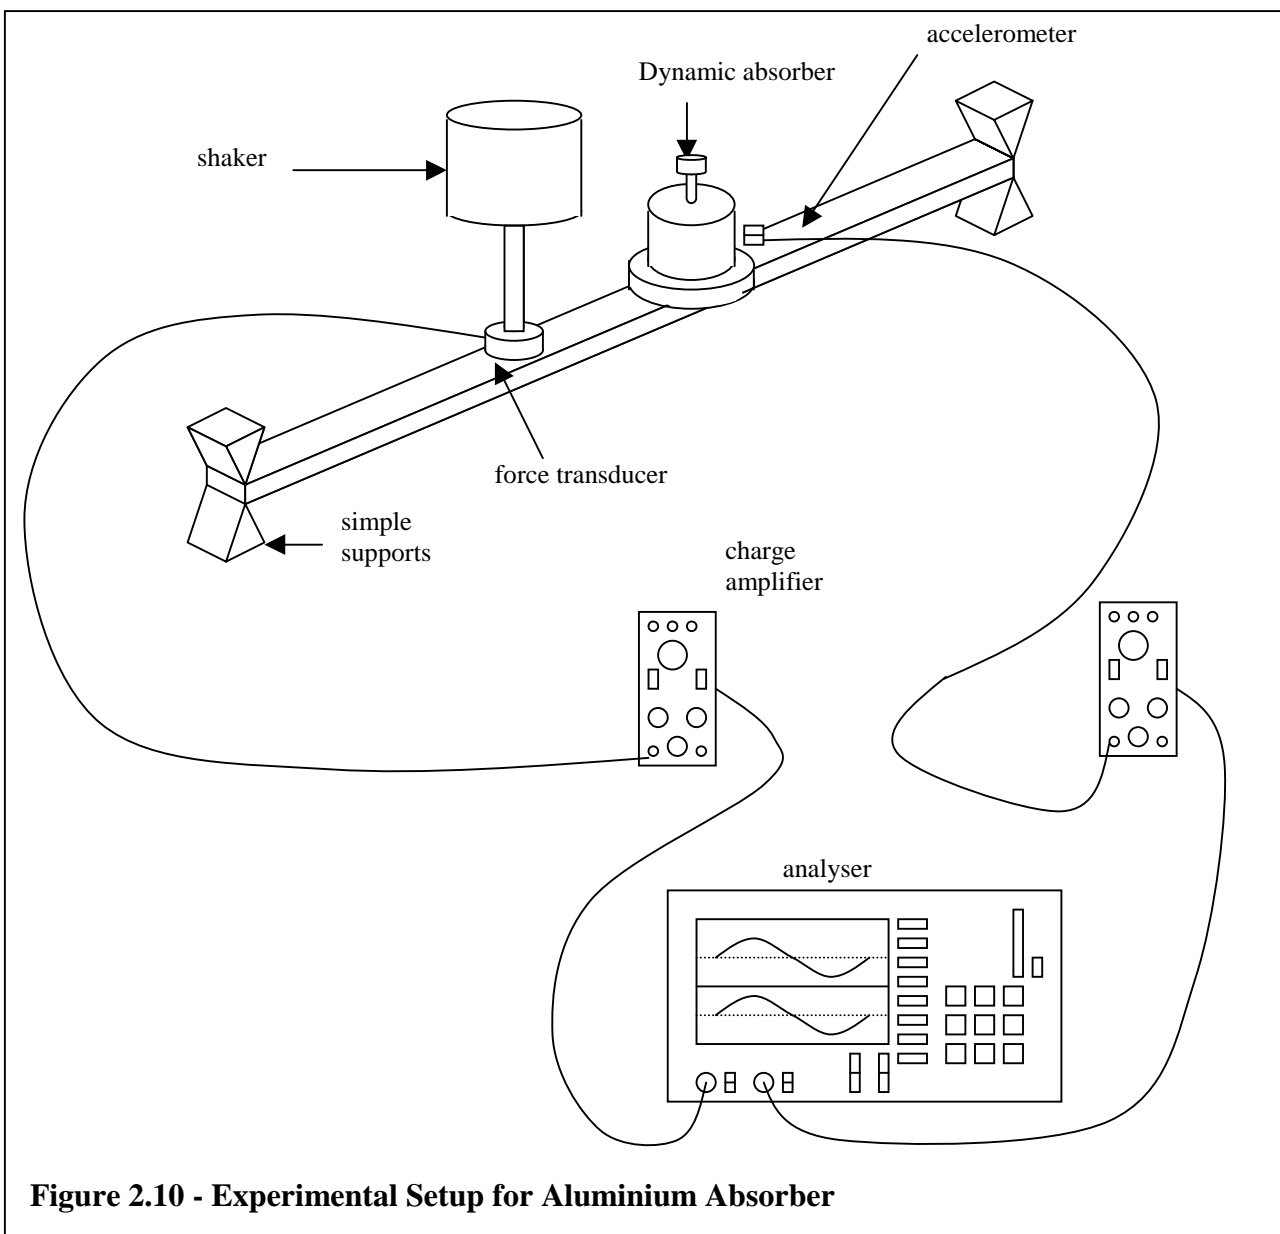 accelerometer
Dynamic absorber
shaker
force transducer
simple
supports
charge
amplifier
analyser
Figure 2.10 - Experimental Setup for Aluminium Absorber